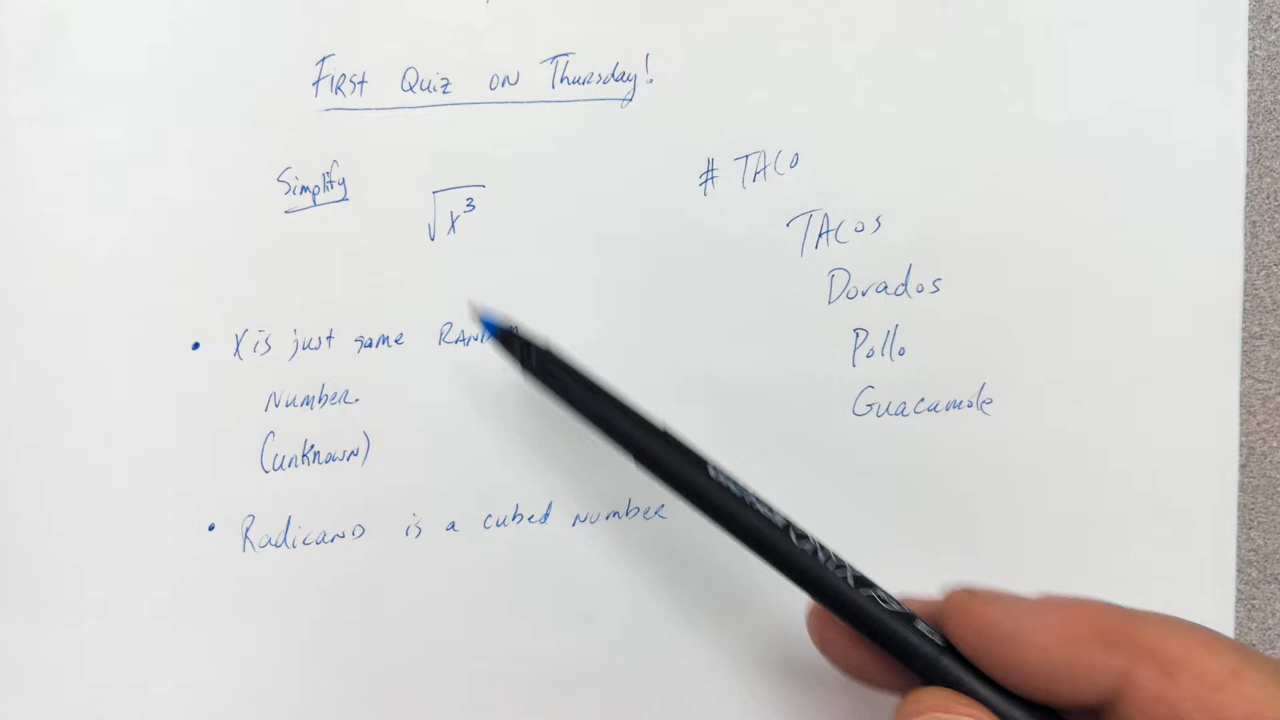 First Quiz on Thursday!
Simplify
√x³
• X is just some
Number.
(unknown)
• Radicand is a cubed number
# TACO
TACOS
Dorados
Pollo
Guacamole